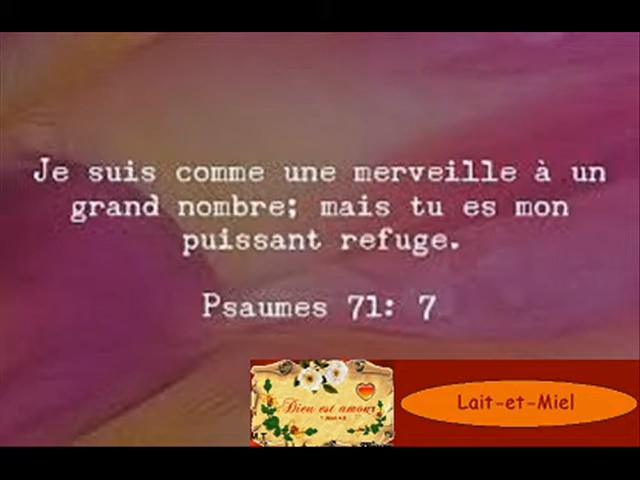 Je suis comme une merveille à un
grand nombre; mais tu es mon
puissant refuge.
Psaumes 71: 7
Dieu est amour
Lait-et-Miel